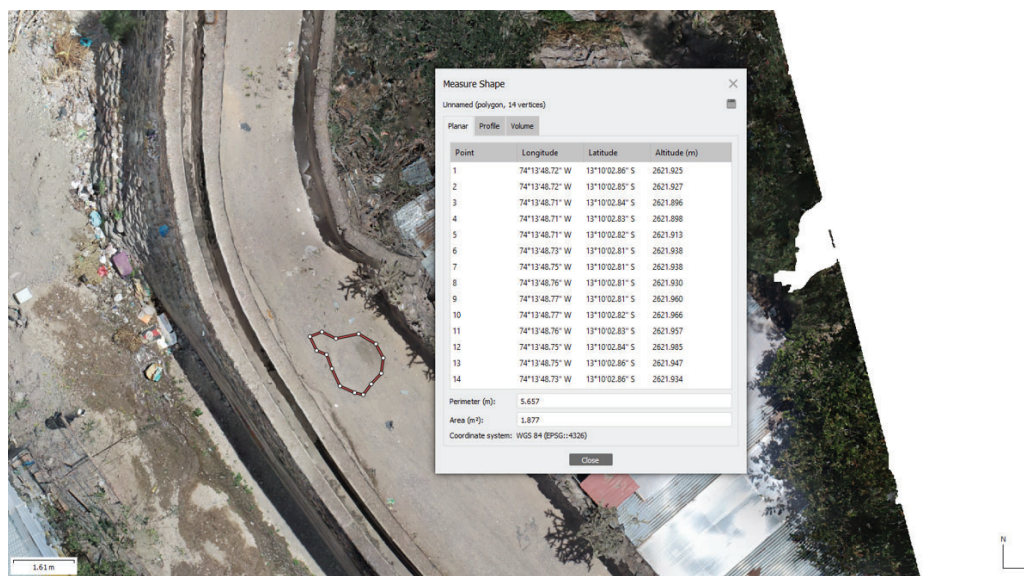 Measure Shape
Unnamed (polygon, 14 vertices)
Planar Profile Volume
Point Longitude Latitude Altitude (m)
1 74°13'48.72" W 13°10'02.86" S 2621.925
2 74°13'48.72" W 13°10'02.85" S 2621.927
3 74°13'48.71" W 13°10'02.84" S 2621.896
4 74°13'48.71" W 13°10'02.83" S 2621.898
5 74°13'48.71" W 13°10'02.82" S 2621.913
6 74°13'48.73" W 13°10'02.81" S 2621.938
7 74°13'48.75" W 13°10'02.81" S 2621.938
8 74°13'48.76" W 13°10'02.81" S 2621.930
9 74°13'48.77" W 13°10'02.81" S 2621.960
10 74°13'48.77" W 13°10'02.82" S 2621.966
11 74°13'48.76" W 13°10'02.83" S 2621.957
12 74°13'48.75" W 13°10'02.84" S 2621.985
13 74°13'48.75" W 13°10'02.86" S 2621.947
14 74°13'48.73" W 13°10'02.86" S 2621.934
Perimeter (m): 5.657
Area (m²): 1.877
Coordinate system: WGS 84 (EPSG::4326)
Close
N
1.61 m